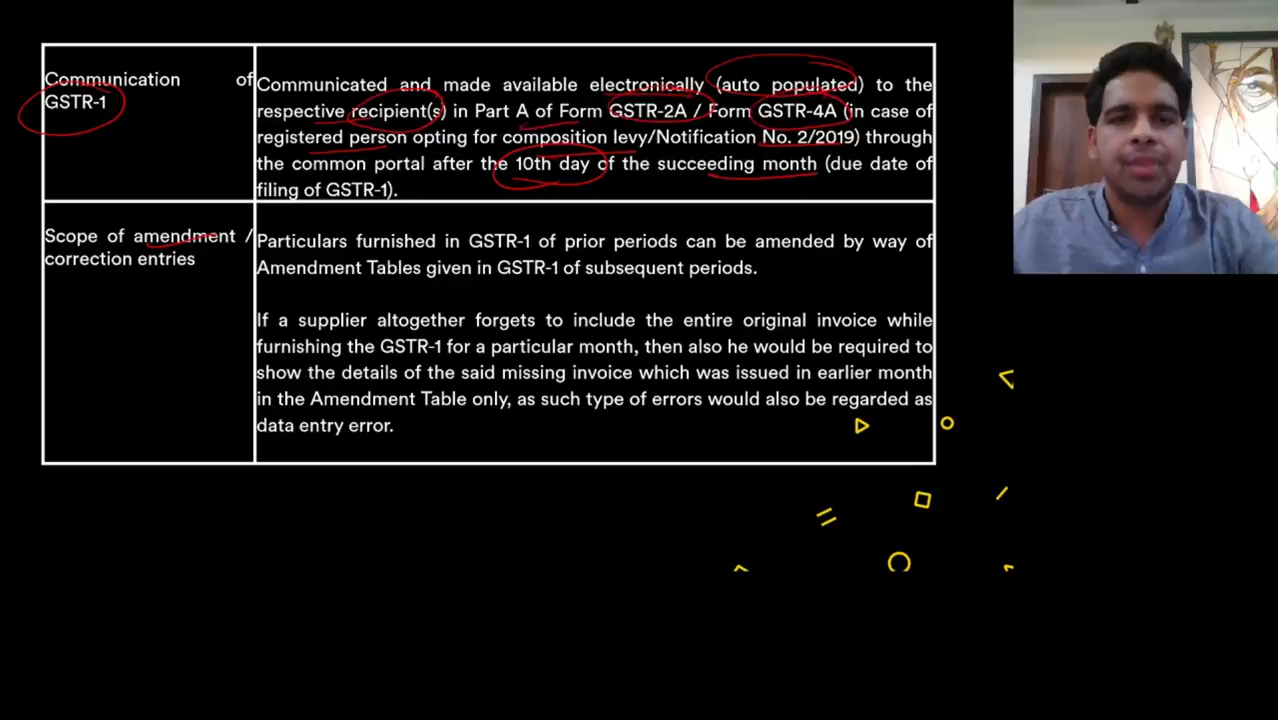 Communication of
GSTR-1
Communicated and made available electronically (auto populated) to the
respective recipient(s) in Part A of Form GSTR-2A / Form GSTR-4A (in case of
registered person opting for composition levy/Notification No. 2/2019) through
the common portal after the 10th day of the succeeding month (due date of
filing of GSTR-1).
Scope of amendment /
correction entries
Particulars furnished in GSTR-1 of prior periods can be amended by way of
Amendment Tables given in GSTR-1 of subsequent periods.
If a supplier altogether forgets to include the entire original invoice while
furnishing the GSTR-1 for a particular month, then also he would be required to
show the details of the said missing invoice which was issued in earlier month
in the Amendment Table only, as such type of errors would also be regarded as
data entry error.